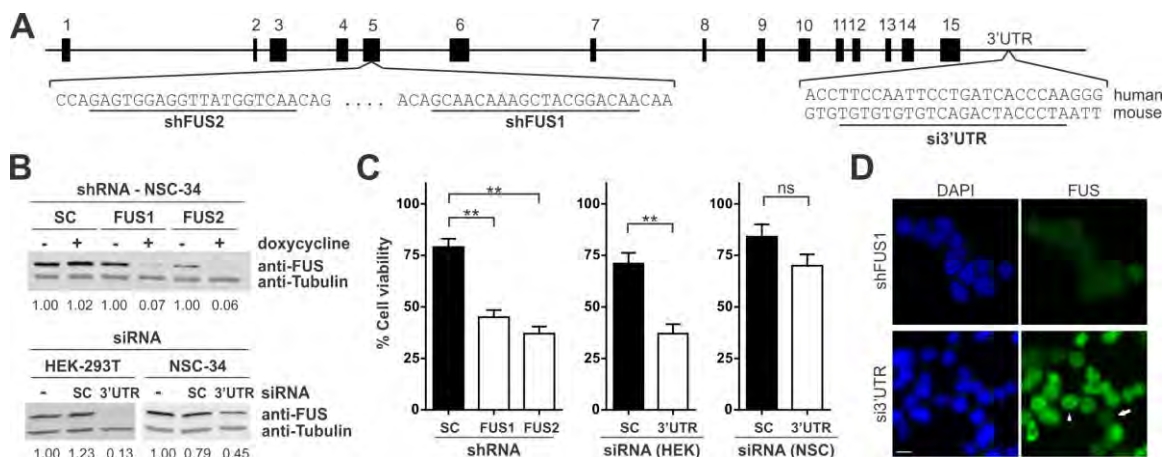 A
1 2 3 4 5 6 7 8 9 10 11 12 13 14 15
3'UTR
CCAGAGTGGAGGTTATGGTCAACAG .... ACAGCAACAAAGCTACGGACAACAA
shFUS2 shFUS1
ACCTTCCAATTCCTGATCACCCAAGGG human
GTGTGTGTGTGTCAGACTACCCTAATT mouse
si3'UTR
B
shRNA - NSC-34
SC FUS1 FUS2
- + - + - + doxycycline
anti-FUS
anti-Tubulin
1.00 1.02 1.00 0.07 1.00 0.06
siRNA
HEK-293T NSC-34
- SC 3'UTR - SC 3'UTR siRNA
anti-FUS
anti-Tubulin
1.00 1.23 0.13 1.00 0.79 0.45
C
% Cell viability
100
75
50
25
0
**
**
SC FUS1 FUS2
shRNA
100
75
50
25
0
**
SC 3'UTR
siRNA (HEK)
100
75
50
25
0
ns
SC 3'UTR
siRNA (NSC)
D
DAPI FUS
shFUS1
si3'UTR